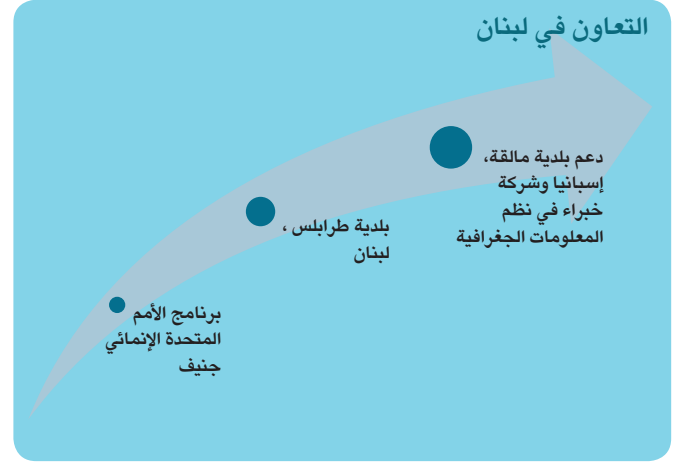 التعاون في لبنان
دعم بلدية مالقة،
إسبانيا وشركة
خبراء في نظم
المعلومات الجغرافية
بلدية طرابلس ،
لبنان
برنامج الأمم
المتحدة الإنمائي
جنيف